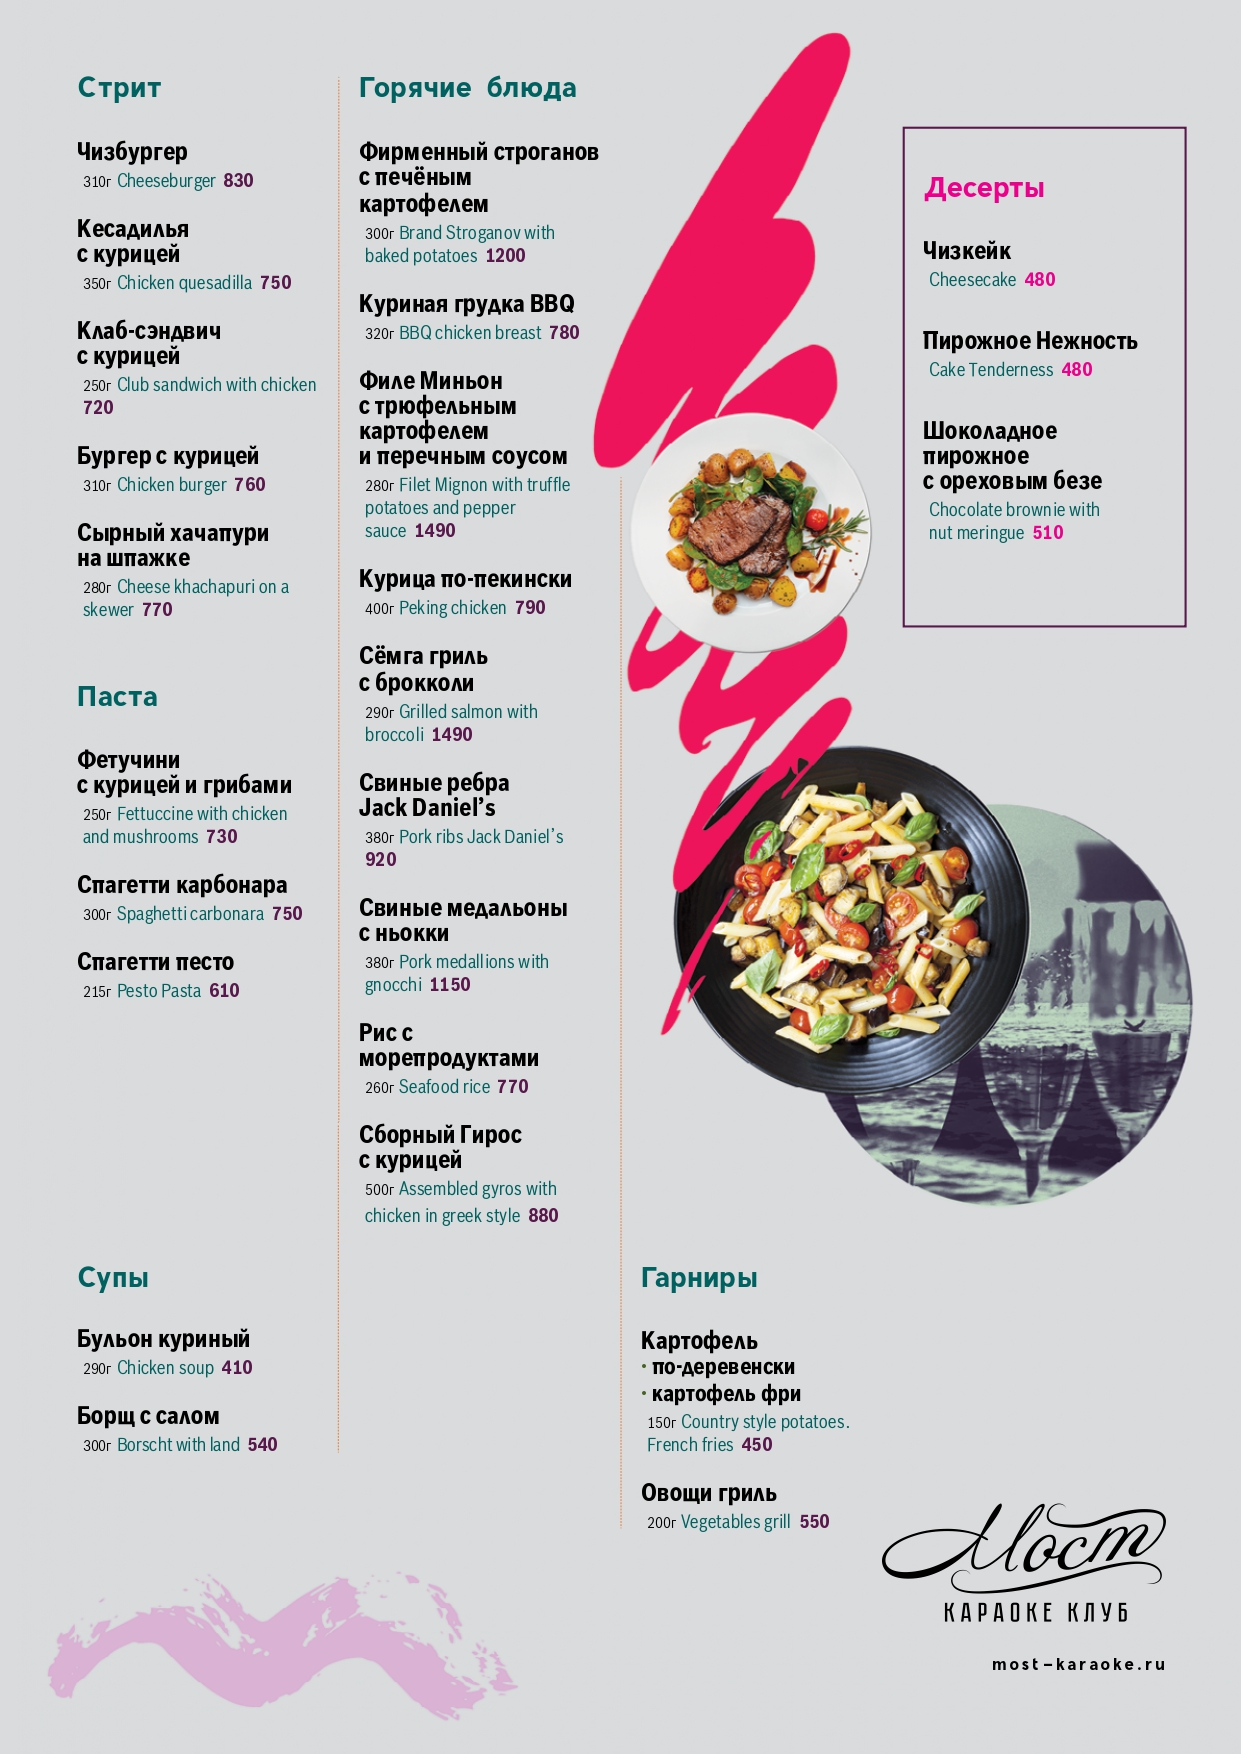 Стрит
Чизбургер
310г Cheeseburger 830
Кесадилья
с курицей
350г Chicken quesadilla 750
Клаб-сэндвич
с курицей
250г Club sandwich with chicken
720
Бургер с курицей
310г Chicken burger 760
Сырный хачапури
на шпажке
280г Cheese khachapuri on a
skewer 770
Паста
Фетучини
с курицей и грибами
250г Fettuccine with chicken
and mushrooms 730
Спагетти карбонара
300г Spaghetti carbonara 750
Спагетти песто
215г Pesto Pasta 610
Супы
Бульон куриный
290г Chicken soup 410
Борщ с салом
300г Borscht with land 540
Горячие блюда
Фирменный строганов
с печёным
картофелем
300г Brand Stroganov with
baked potatoes 1200
Куриная грудка BBQ
320г BBQ chicken breast 780
Филе Миньон
с трюфельным
картофелем
и перечным соусом
280г Filet Mignon with truffle
potatoes and pepper
sauce 1490
Курица по-пекински
400г Peking chicken 790
Сёмга гриль
с брокколи
290г Grilled salmon with
broccoli 1490
Свиные ребра
Jack Daniel’s
380г Pork ribs Jack Daniel’s
920
Свиные медальоны
с ньокки
380г Pork medallions with
gnocchi 1150
Рис с
морепродуктами
260г Seafood rice 770
Сборный Гирос
с курицей
500г Assembled gyros with
chicken in greek style 880
Десерты
Чизкейк
Cheesecake 480
Пирожное Нежность
Cake Tenderness 480
Шоколадное
пирожное
с ореховым безе
Chocolate brownie with
nut meringue 510
Гарниры
Картофель
· по-деревенски
· картофель фри
150г Country style potatoes.
French fries 450
Овощи гриль
200г Vegetables grill 550
Мост
КАРАОКЕ КЛУБ
most-karaoke.ru